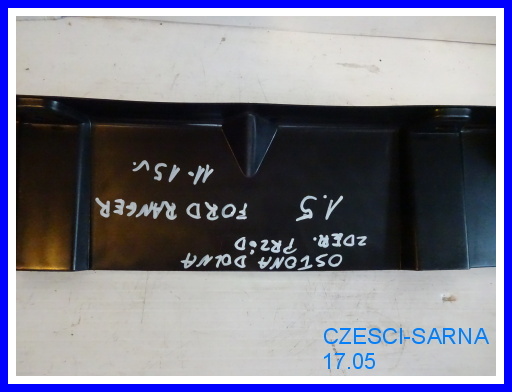 OSŁONA DOLNA
ZDER. PRZÓD
1.5 FORD RANGER
11-15r.
CZESCI-SARNA
17.05